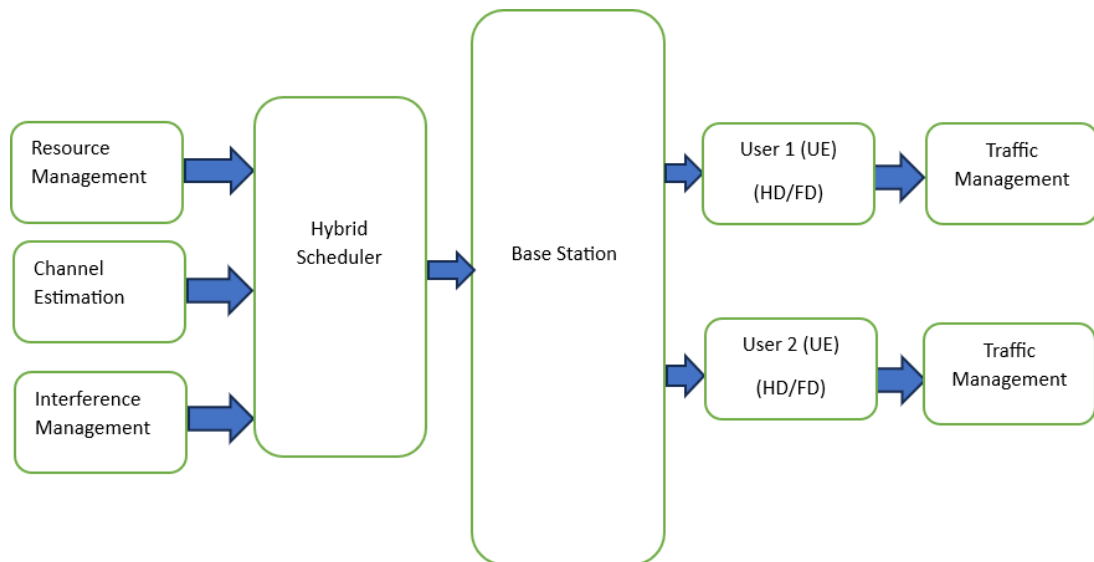 Resource
Management
Channel
Estimation
Interference
Management
Hybrid
Scheduler
Base Station
User 1 (UE)
(HD/FD)
Traffic
Management
User 2 (UE)
(HD/FD)
Traffic
Management